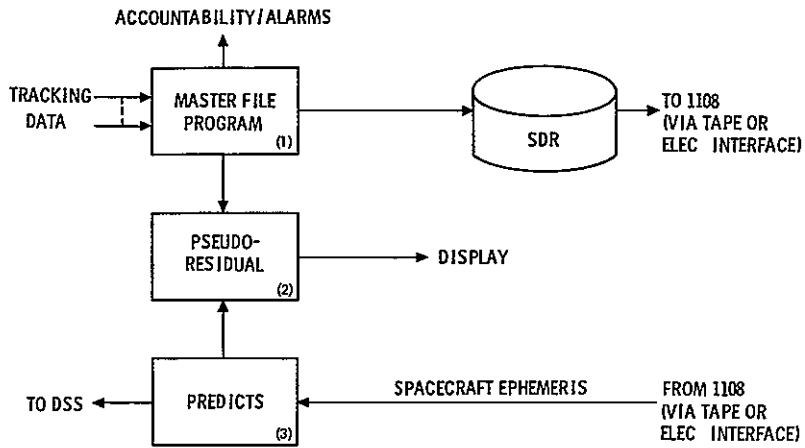 ACCOUNTABILITY/ALARMS
TRACKING
DATA
MASTER FILE
PROGRAM
(1)
SDR
TO 1108
(VIA TAPE OR
ELEC INTERFACE)
PSEUDO-
RESIDUAL
(2)
DISPLAY
TO DSS
PREDICTS
(3)
SPACECRAFT EPHEMERIS
FROM 1108
(VIA TAPE OR
ELEC INTERFACE)